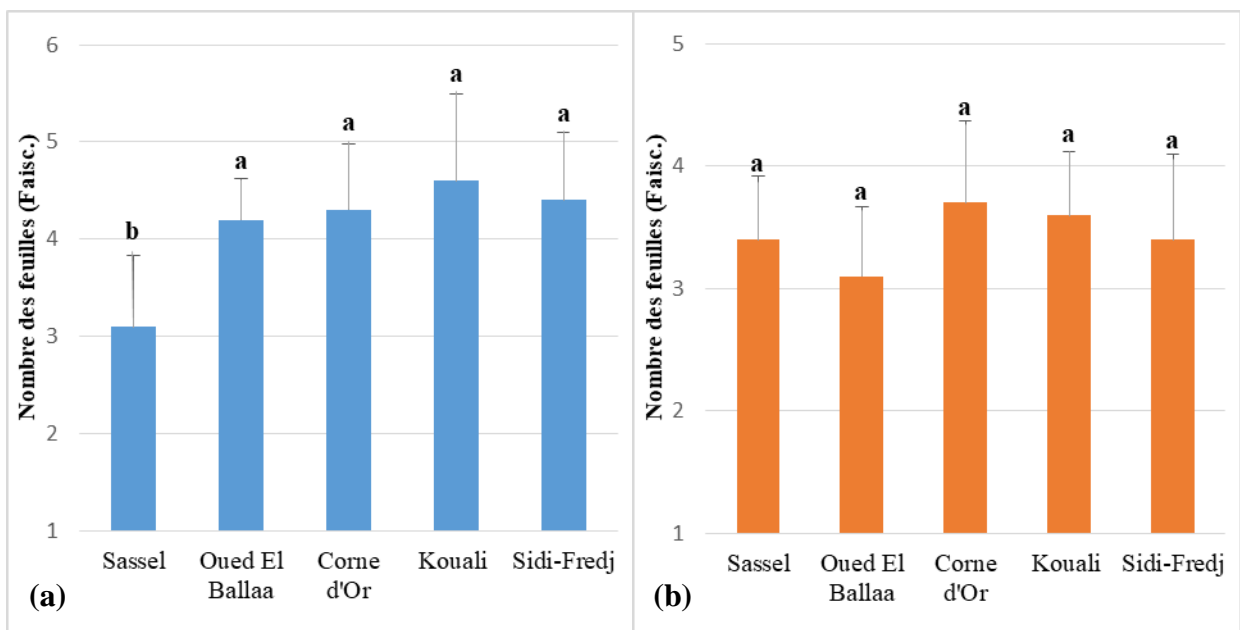 Nombre des feuilles (Faisc.)
6
5
4
3
2
1
b
a
a
a
a
Sassel
Oued El
Ballaa
Corne
d'Or
Kouali
Sidi-Fredj
(a)
Nombre des feuilles (Faisc.)
5
4
3
2
1
a
a
a
a
a
Sassel
Oued El
Ballaa
Corne
d'Or
Kouali
Sidi-Fredj
(b)